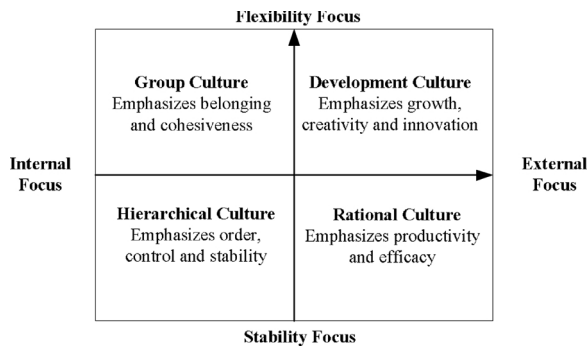 Flexibility Focus
Group Culture
Emphasizes belonging
and cohesiveness
Development Culture
Emphasizes growth,
creativity and innovation
Internal
Focus
External
Focus
Hierarchical Culture
Emphasizes order,
control and stability
Rational Culture
Emphasizes productivity
and efficacy
Stability Focus